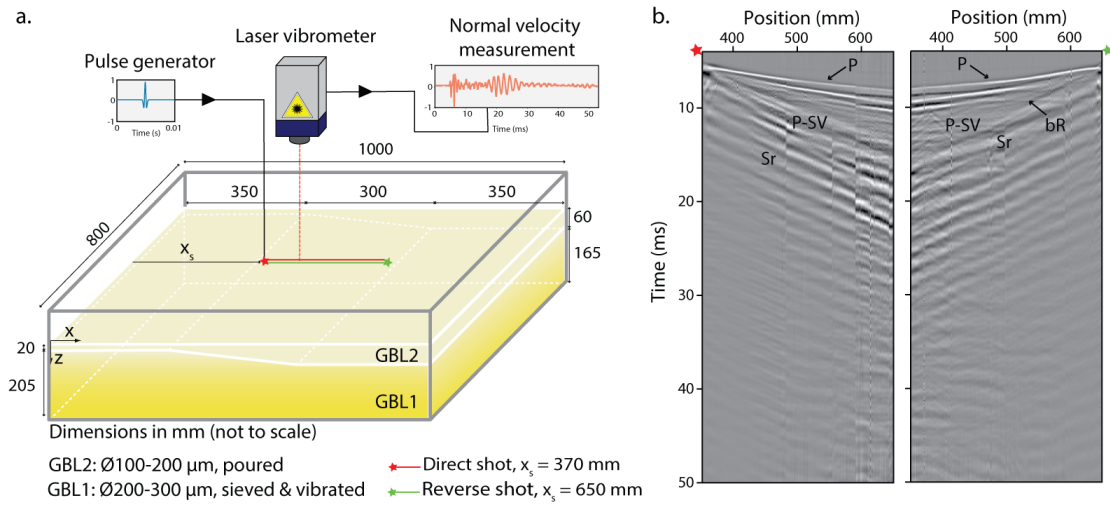 a.
Pulse generator
1
0
-1
0
0.01
Time (s)
Laser vibrometer
Normal velocity
measurement
1
0
-1
0
10
20
30
40
50
Time (ms)
1000
350
300
350
800
60
165
x_s
x
z
20
205
GBL2
GBL1
Dimensions in mm (not to scale)
GBL2: Ø100-200 µm, poured
GBL1: Ø200-300 µm, sieved & vibrated
Direct shot, x_s = 370 mm
Reverse shot, x_s = 650 mm
b.
Position (mm)
400
500
600
Position (mm)
400
500
600
Time (ms)
10
20
30
40
50
P
P-SV
Sr
P
P-SV
Sr
bR